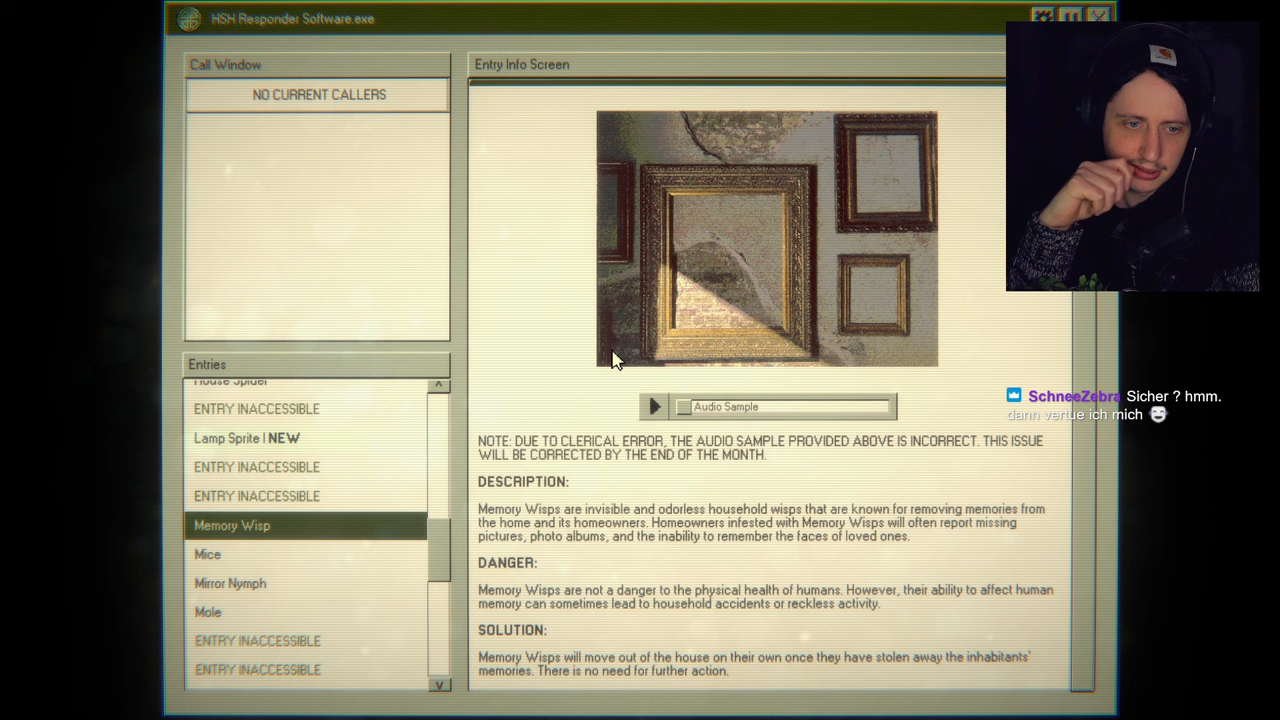 HSH Responder Software.exe
Call Window
NO CURRENT CALLERS
Entries
House Spider
ENTRY INACCESSIBLE
Lamp Sprite | NEW
ENTRY INACCESSIBLE
ENTRY INACCESSIBLE
Memory Wisp
Mice
Mirror Nymph
Mole
ENTRY INACCESSIBLE
ENTRY INACCESSIBLE
Entry Info Screen
Audio Sample
NOTE: DUE TO CLERICAL ERROR, THE AUDIO SAMPLE PROVIDED ABOVE IS INCORRECT. THIS ISSUE
WILL BE CORRECTED BY THE END OF THE MONTH.
DESCRIPTION:
Memory Wisps are invisible and odorless household wisps that are known for removing memories from
the home and its homeowners. Homeowners infested with Memory Wisps will often report missing
pictures, photo albums, and the inability to remember the faces of loved ones.
DANGER:
Memory Wisps are not a danger to the physical health of humans. However, their ability to affect human
memory can sometimes lead to household accidents or reckless activity.
SOLUTION:
Memory Wisps will move out of the house on their own once they have stolen away the inhabitants'
memories. There is no need for further action.
SchneeZebra Sicher ? hmm.
dann vertue ich mich